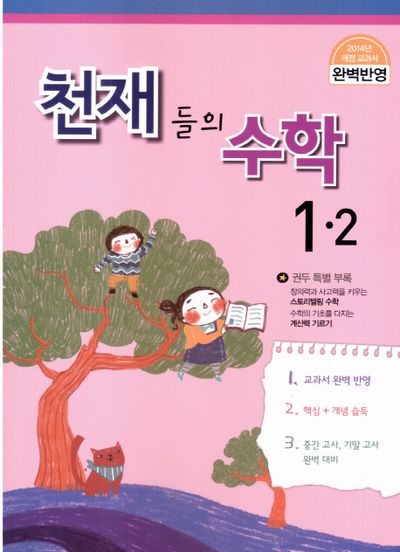 2014년
개정 교과서
완벽반영
천재들의 수학
1·2
권두 특별 부록
창의력과 사고력을 키우는
스토리텔링 수학
수학의 기초를 다지는
계산력 기르기
1. 교과서 완벽 반영
2. 핵심 + 개념 습득
3. 중간 고사, 기말 고사
완벽 대비